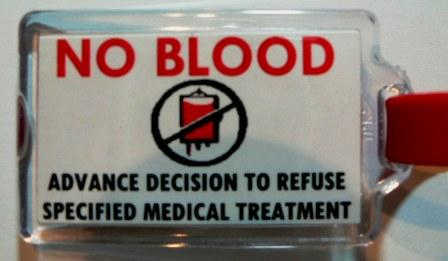 NO BLOOD
ADVANCE DECISION TO REFUSE
SPECIFIED MEDICAL TREATMENT